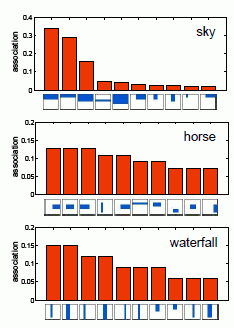 0.4
sky
0.3
0.2
0.1
0
association
0.2
horse
0.15
0.1
0.05
0
association
0.2
waterfall
0.15
0.1
0.05
0
association